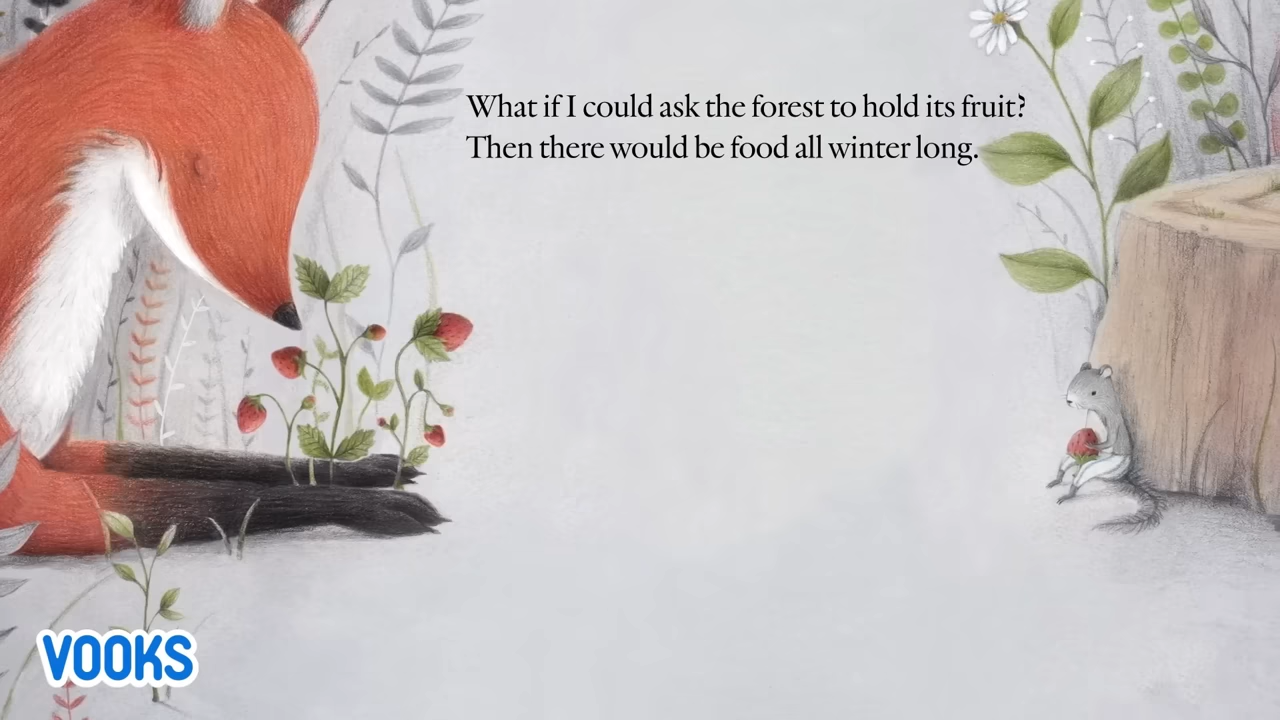 What if I could ask the forest to hold its fruit?
Then there would be food all winter long.
VOOKS